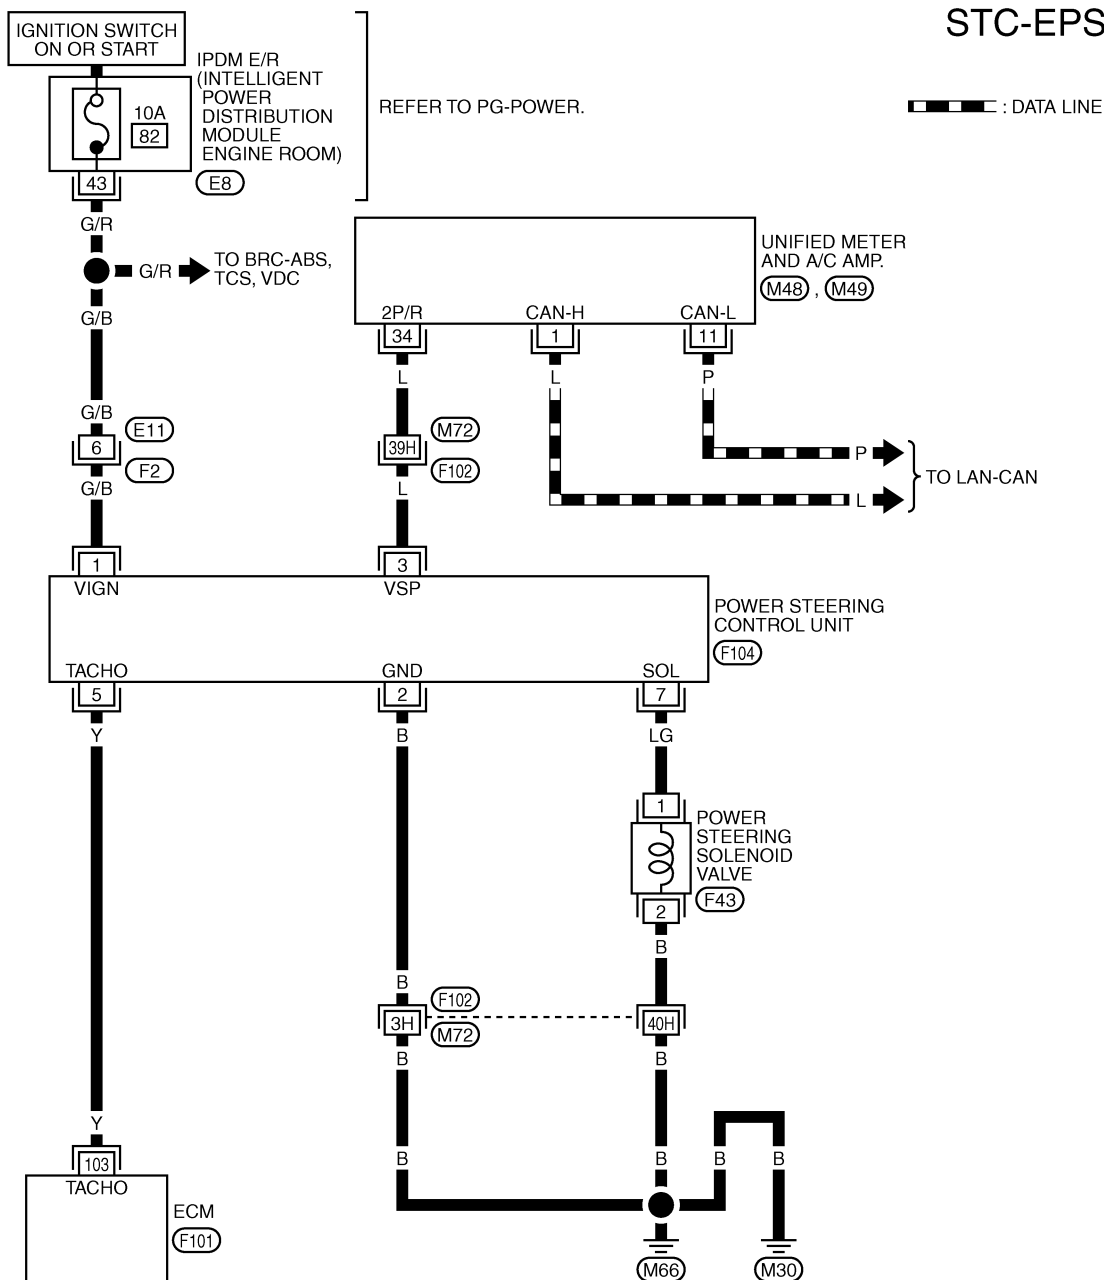 STC-EPS
IGNITION SWITCH
ON OR START
IPDM E/R
(INTELLIGENT
POWER
DISTRIBUTION
MODULE
ENGINE ROOM)
10A
82
E8
43
REFER TO PG-POWER.
: DATA LINE
G/R
G/R
TO BRC-ABS,
TCS, VDC
G/B
UNIFIED METER
AND A/C AMP.
M48 , M49
2P/R
CAN-H
CAN-L
34
1
11
L
L
P
G/B
E11
6
F2
G/B
M72
39H
F102
L
P
L
TO LAN-CAN
1
3
VIGN
VSP
POWER STEERING
CONTROL UNIT
F104
TACHO
GND
SOL
5
2
7
Y
B
LG
1
POWER
STEERING
SOLENOID
VALVE
F43
2
B
B
F102
3H
M72
40H
B
B
Y
103
TACHO
ECM
F101
B
B
B
B
M66
M30